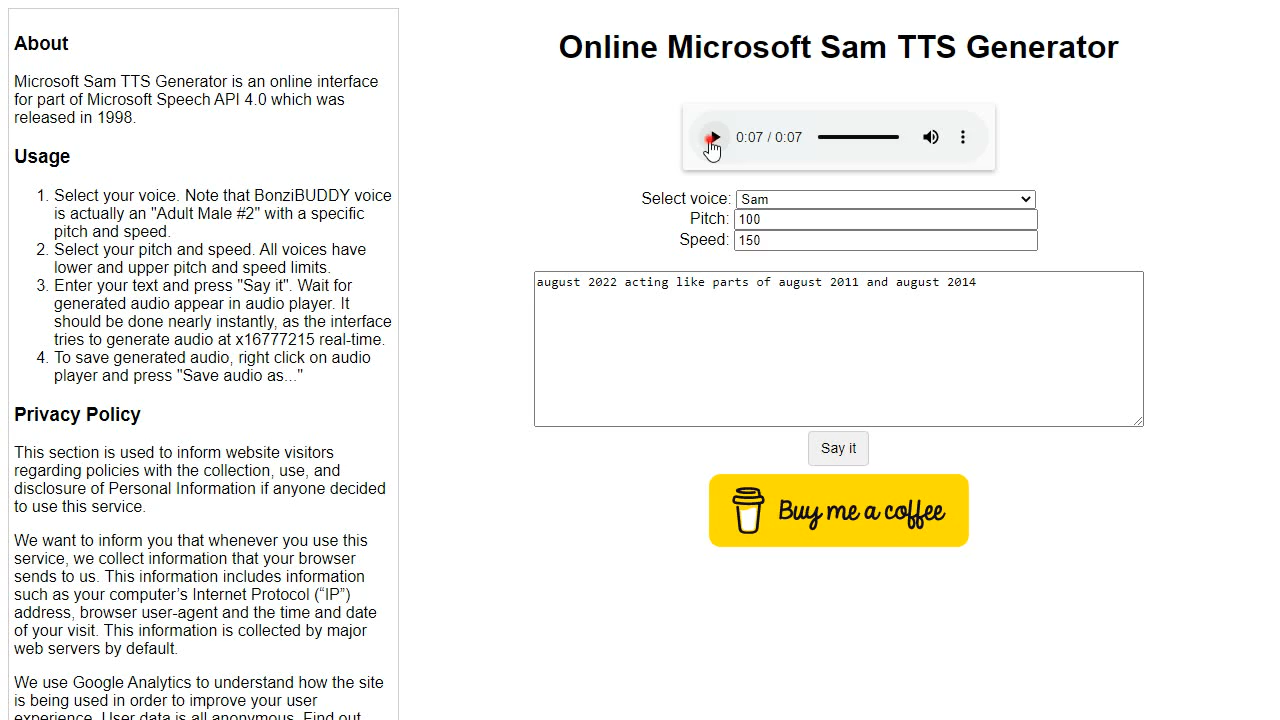 About
Microsoft Sam TTS Generator is an online interface
for part of Microsoft Speech API 4.0 which was
released in 1998.
Usage
1. Select your voice. Note that BonziBUDDY voice
is actually an "Adult Male #2" with a specific
pitch and speed.
2. Select your pitch and speed. All voices have
lower and upper pitch and speed limits.
3. Enter your text and press "Say it". Wait for
generated audio appear in audio player. It
should be done nearly instantly, as the interface
tries to generate audio at x16777215 real-time.
4. To save generated audio, right click on audio
player and press "Save audio as..."
Privacy Policy
This section is used to inform website visitors
regarding policies with the collection, use, and
disclosure of Personal Information if anyone decided
to use this service.
We want to inform you that whenever you use this
service, we collect information that your browser
sends to us. This information includes information
such as your computer’s Internet Protocol (“IP”)
address, browser user-agent and the time and date
of your visit. This information is collected by major
web servers by default.
We use Google Analytics to understand how the site
is being used in order to improve your user
experience. User data is all anonymous. Find out
Online Microsoft Sam TTS Generator
0:07 / 0:07
Select voice: Sam
Pitch: 100
Speed: 150
august 2022 acting like parts of august 2011 and august 2014
Say it
Buy me a coffee